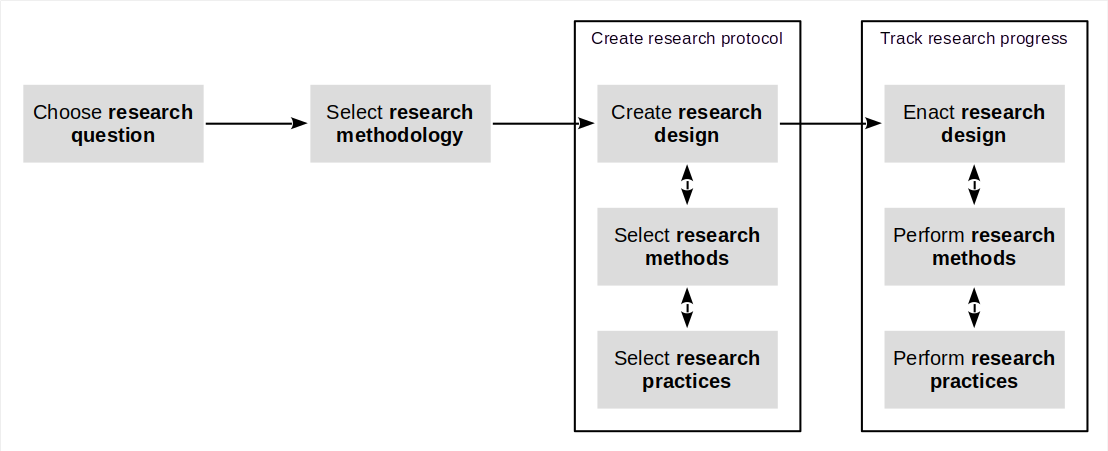 Create research protocol
Track research progress
Choose research
question
Select research
methodology
Create research
design
Enact research
design
Select research
methods
Perform research
methods
Select research
practices
Perform research
practices